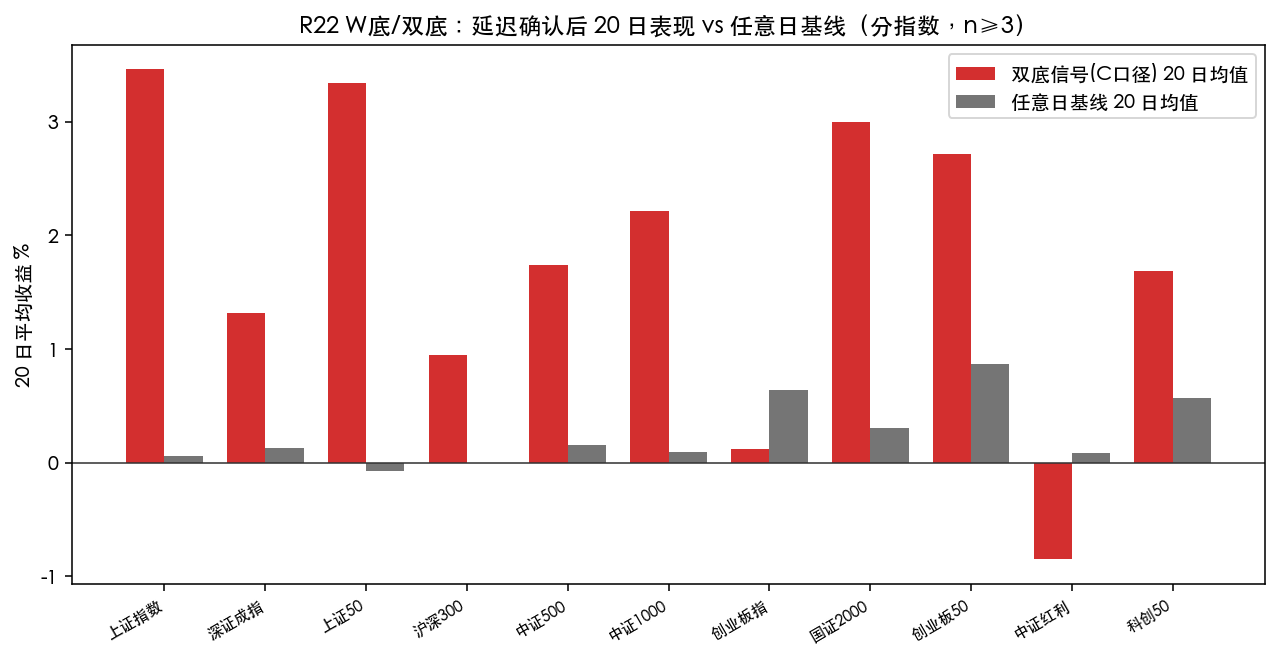 R22 W底/双底：延迟确认后 20 日表现 vs 任意日基线（分指数，n≥3）
双底信号(C口径) 20 日均值
任意日基线 20 日均值
20 日平均收益 %
3
2
1
0
-1
上证指数
深证成指
上证50
沪深300
中证500
中证1000
创业板指
国证2000
创业板50
中证红利
科创50